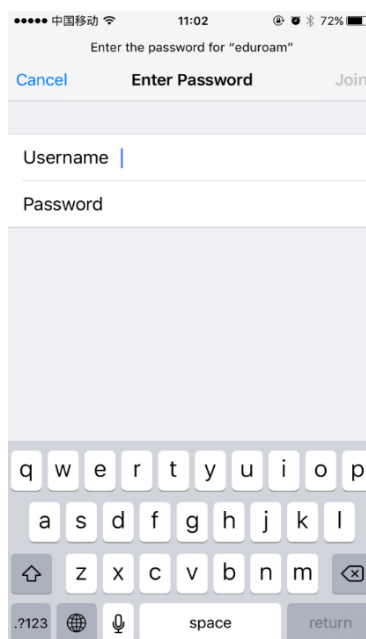 中国移动 11:02 72%
Enter the password for “eduroam”
Cancel Enter Password Join
Username
Password
q w e r t y u i o p
a s d f g h j k l
z x c v b n m
.?123 space return